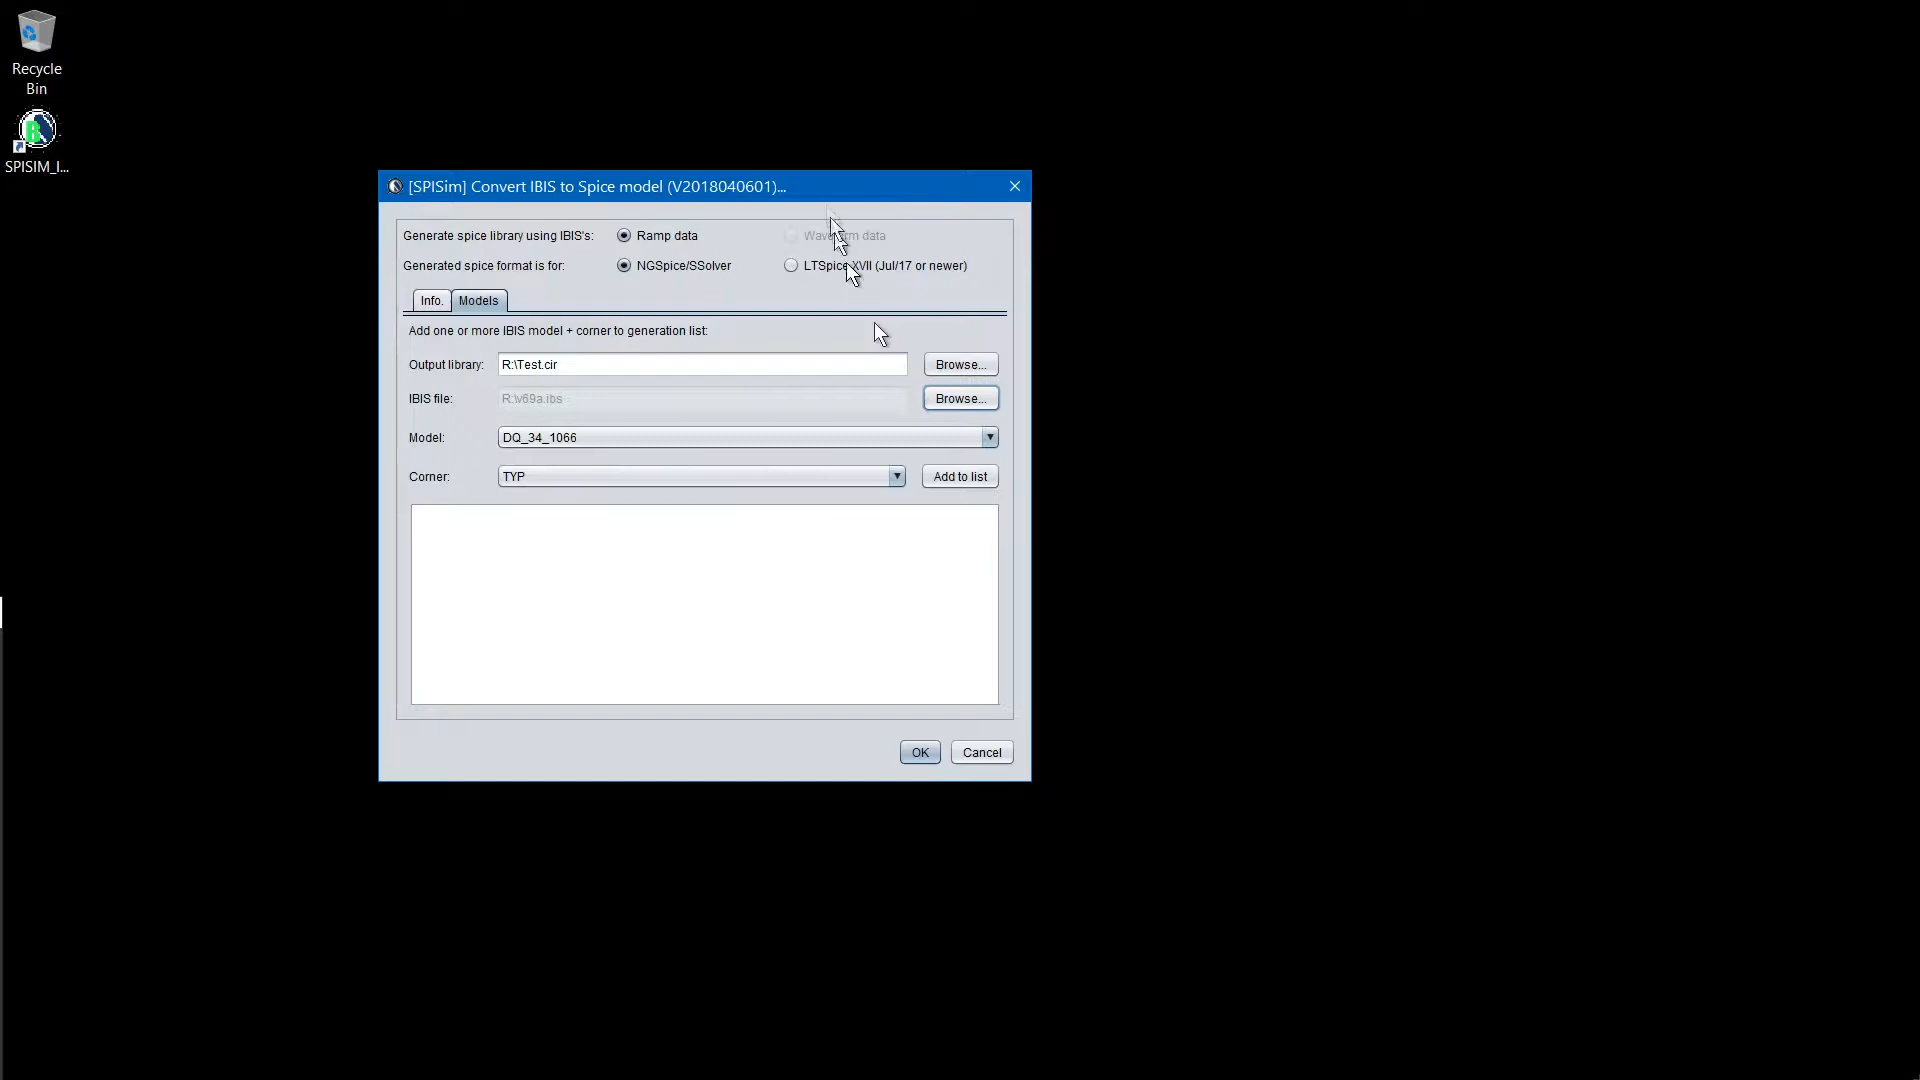 Recycle
Bin
SPISIM_I...
[SPISim] Convert IBIS to Spice model (V2018040601)...
Generate spice library using IBIS's: Ramp data Waveform data
Generated spice format is for: NGSpice/SSolver LTSpice XVII (Jul/17 or newer)
Info. Models
Add one or more IBIS model + corner to generation list:
Output library: R:\Test.cir Browse...
IBIS file: R:\v69a.ibs Browse...
Model: DQ_34_1066
Corner: TYP Add to list
OK Cancel